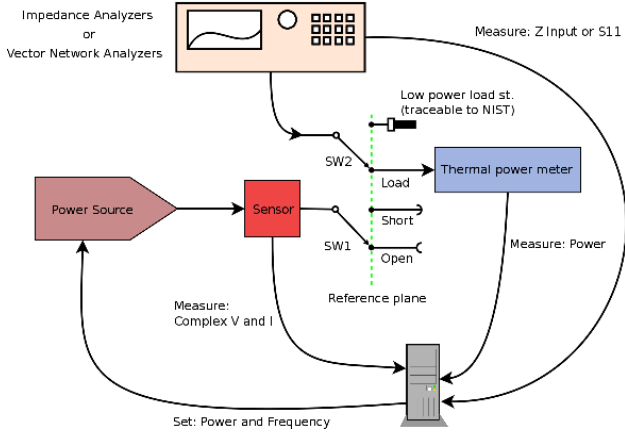 Impedance Analyzers
or
Vector Network Analyzers
Measure: Z Input or S11
Low power load st.
(traceable to NIST)
SW2
Load
Thermal power meter
Power Source
Sensor
SW1
Short
Open
Measure: Power
Reference plane
Measure:
Complex V and I
Set: Power and Frequency